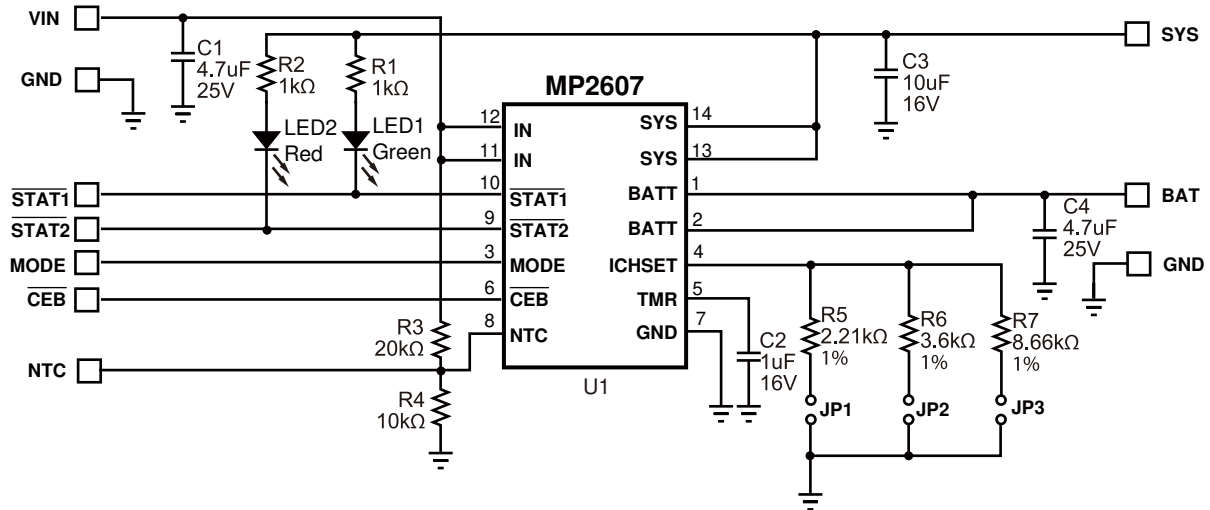 VIN
GND
STAT1
STAT2
MODE
CEB
NTC
C1
4.7uF
25V
R2
1kΩ
R1
1kΩ
LED2
Red
LED1
Green
R3
20kΩ
R4
10kΩ
MP2607
12
IN
11
IN
10
STAT1
9
STAT2
3
MODE
6
CEB
8
NTC
SYS
14
SYS
13
BATT
1
BATT
2
ICHSET
4
TMR
5
GND
7
U1
C2
1uF
16V
C3
10uF
16V
C4
4.7uF
25V
R5
2.21kΩ
1%
R6
3.6kΩ
1%
R7
8.66kΩ
1%
JP1
JP2
JP3
SYS
BAT
GND